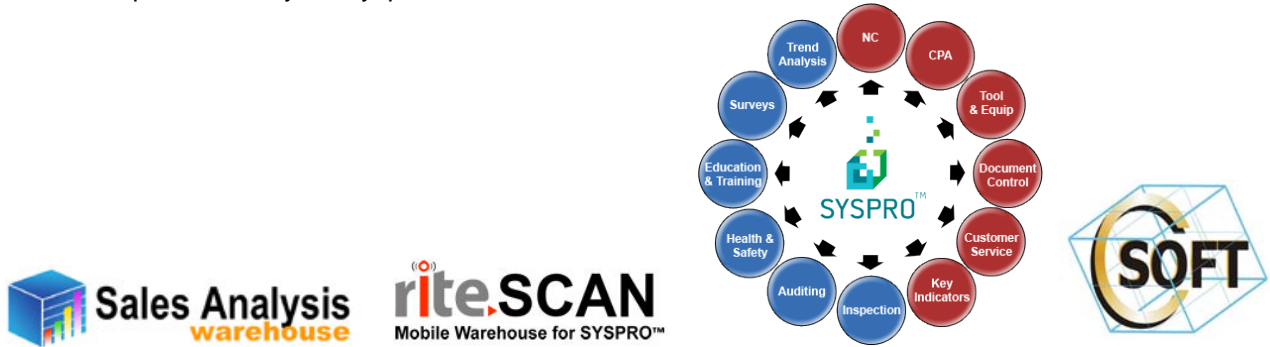 Sales Analysis
warehouse
rite.SCAN
Mobile Warehouse for SYSPRO™
NC
CPA
Tool
& Equip
Document
Control
Customer
Service
Key
Indicators
Inspection
Auditing
Health &
Safety
Education
& Training
Surveys
Trend
Analysis
SYSPRO™
CSOFT